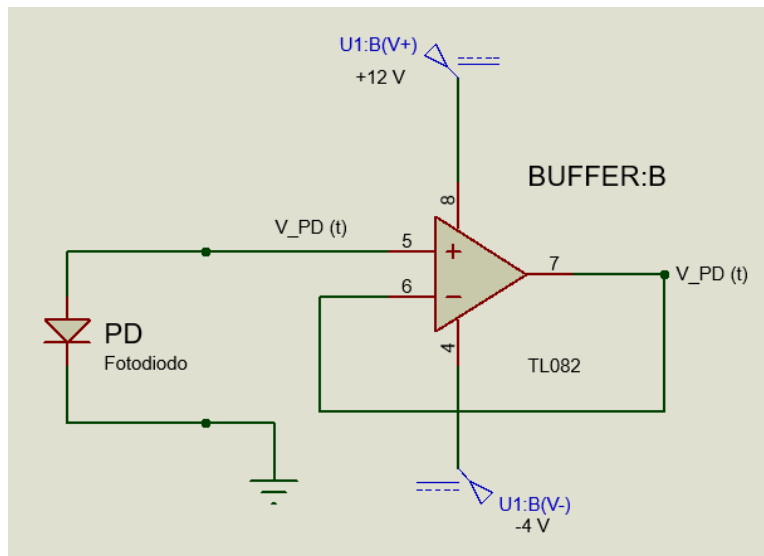 U1:B(V+)
+12 V
BUFFER:B
8
V_PD (t)
5
+
7
V_PD (t)
6
−
PD
Fotodiodo
4
TL082
U1:B(V-)
-4 V